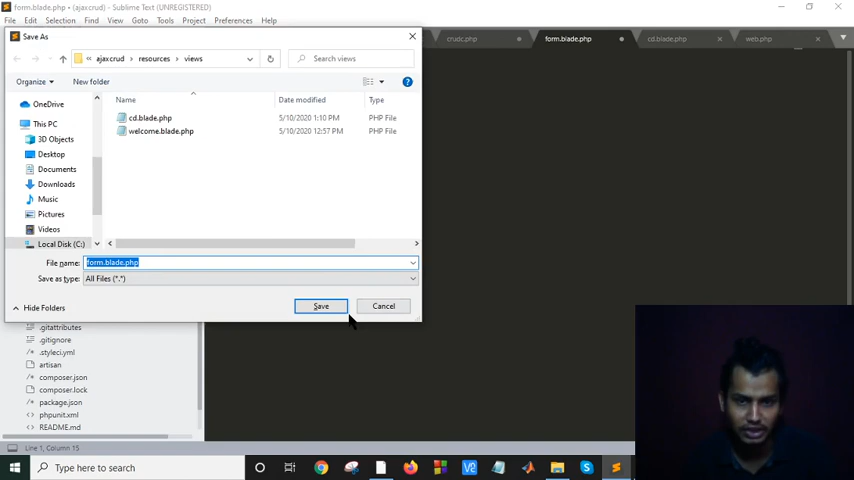 form.blade.php • (ajaxcrud) - Sublime Text (UNREGISTERED)
File Edit Selection Find View Goto Tools Project Preferences Help
Save As
crudc.php
form.blade.php
cd.blade.php
web.php
« ajaxcrud › resources › views
Search views
Organize
New folder
Name
Date modified
Type
OneDrive
This PC
3D Objects
Desktop
Documents
Downloads
Music
Pictures
Videos
Local Disk (C:)
cd.blade.php 5/10/2020 1:10 PM PHP File
welcome.blade.php 5/10/2020 12:57 PM PHP File
File name: form.blade.php
Save as type: All Files (*.*)
Hide Folders
Save
Cancel
.gitattributes
.gitignore
.styleci.yml
artisan
composer.json
composer.lock
package.json
phpunit.xml
README.md
Line 1, Column 15
Type here to search